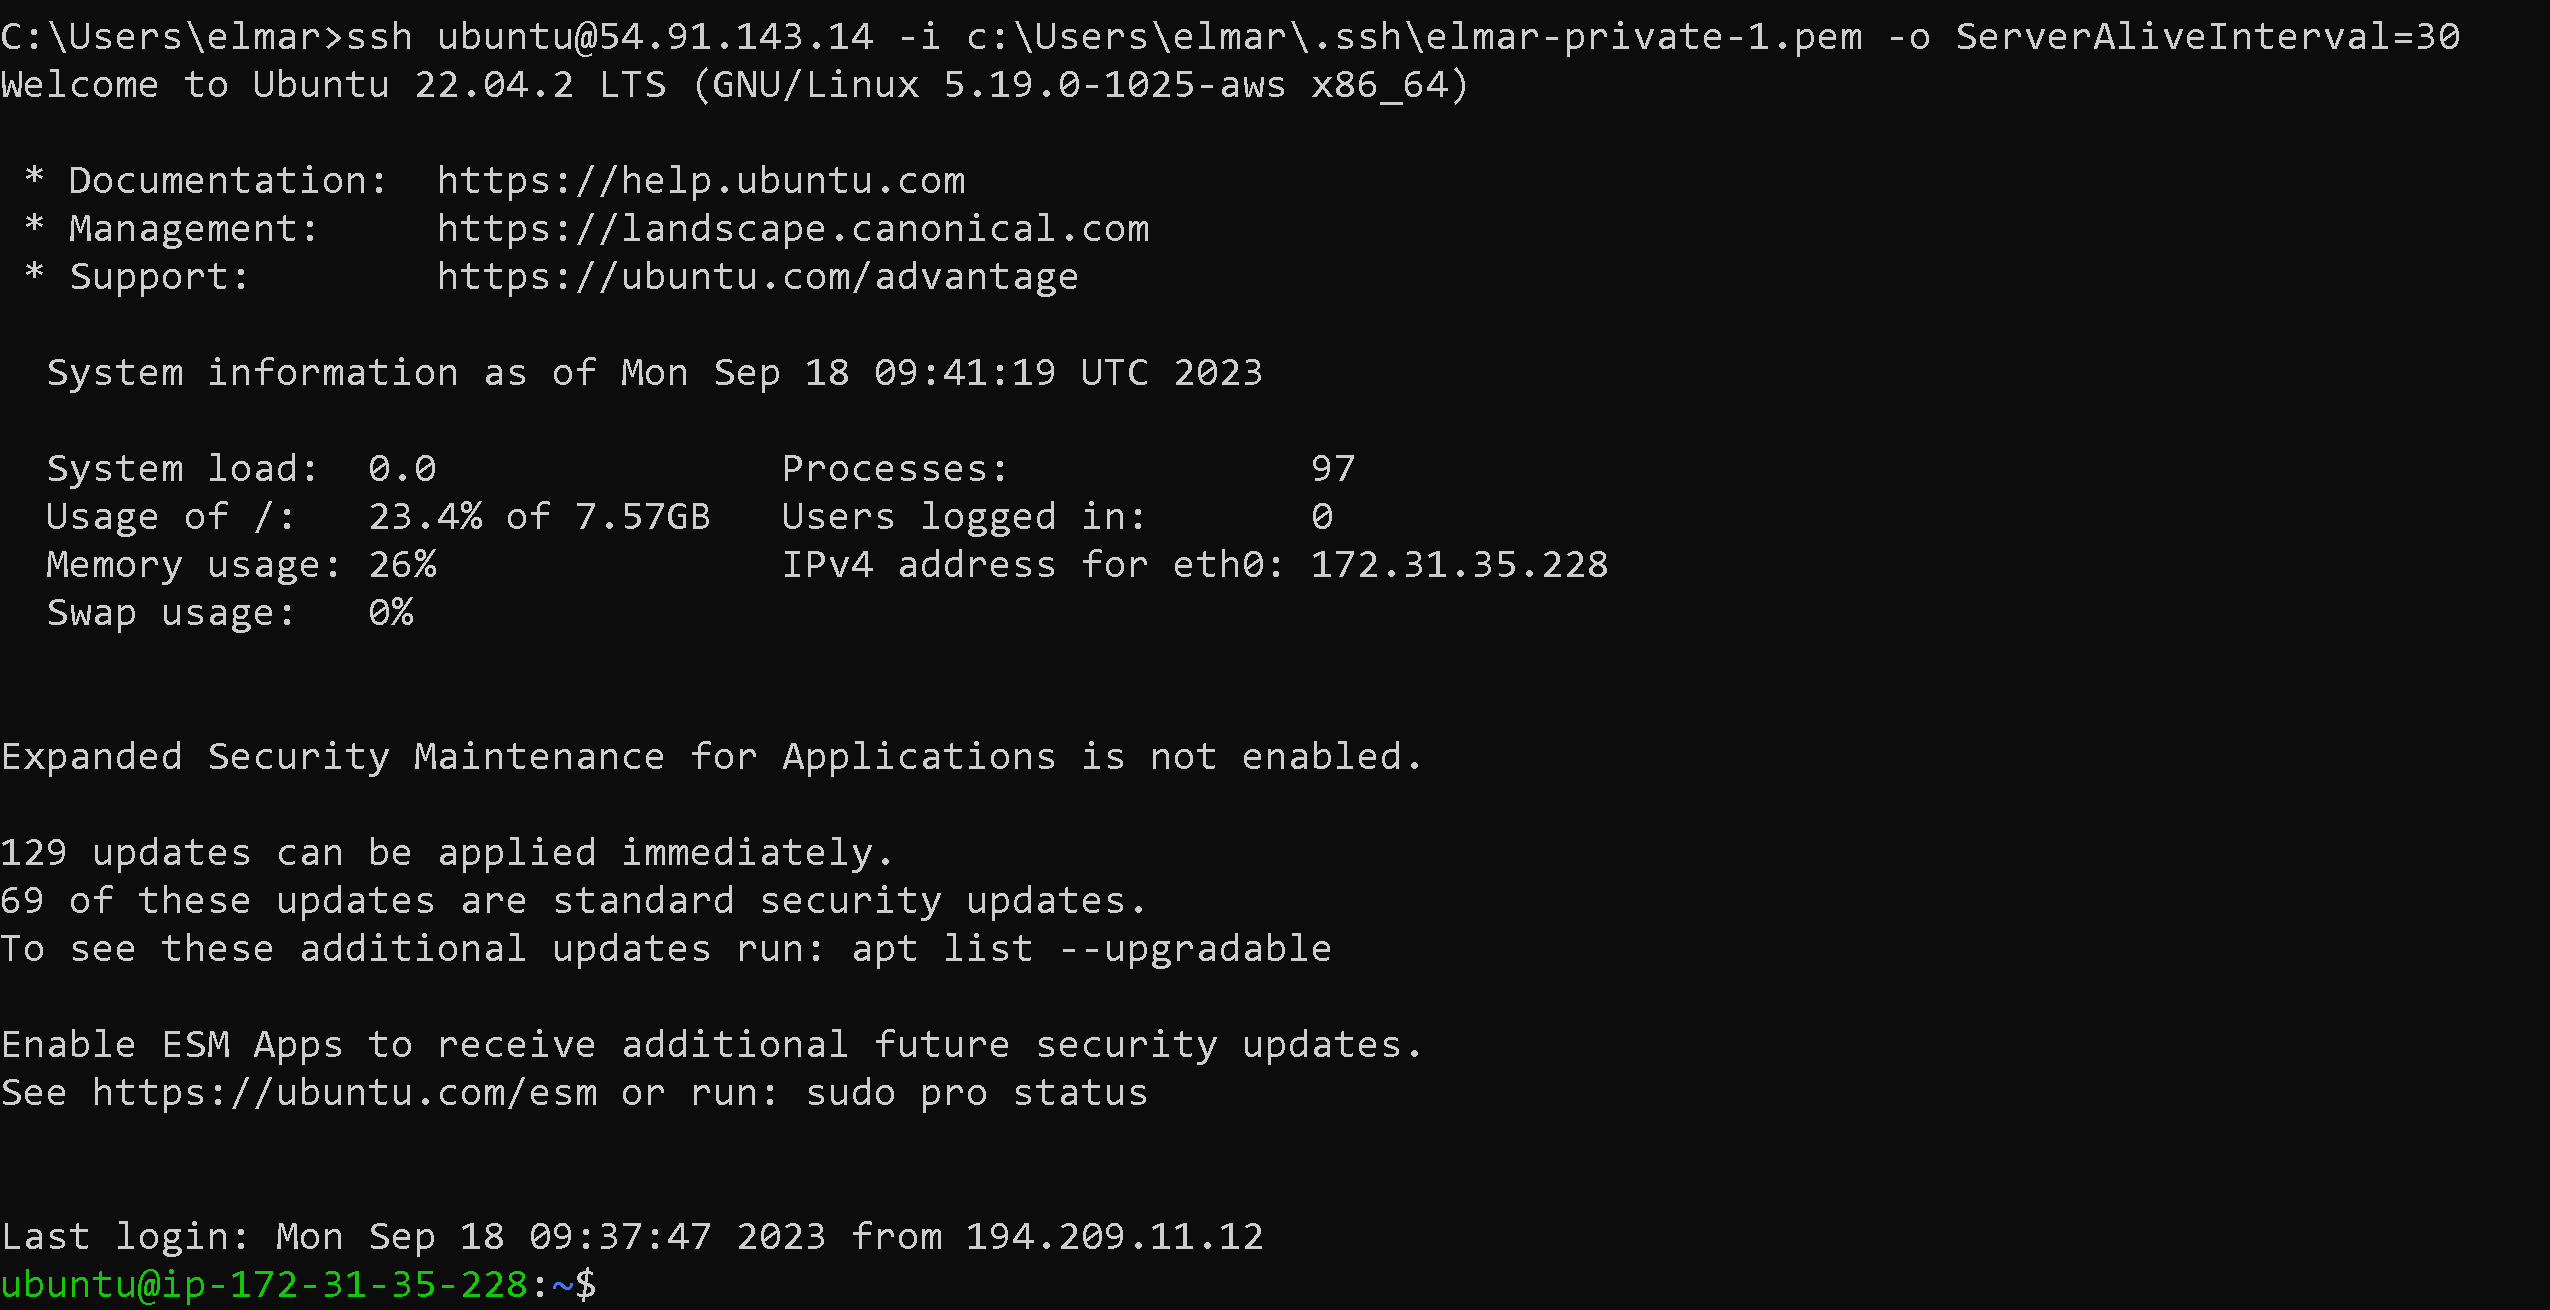 C:\Users\elmar>ssh ubuntu@54.91.143.14 -i c:\Users\elmar\.ssh\elmar-private-1.pem -o ServerAliveInterval=30
Welcome to Ubuntu 22.04.2 LTS (GNU/Linux 5.19.0-1025-aws x86_64)

 * Documentation:  https://help.ubuntu.com
 * Management:     https://landscape.canonical.com
 * Support:        https://ubuntu.com/advantage

  System information as of Mon Sep 18 09:41:19 UTC 2023

  System load:  0.0               Processes:             97
  Usage of /:   23.4% of 7.57GB   Users logged in:       0
  Memory usage: 26%               IPv4 address for eth0: 172.31.35.228
  Swap usage:   0%

Expanded Security Maintenance for Applications is not enabled.

129 updates can be applied immediately.
69 of these updates are standard security updates.
To see these additional updates run: apt list --upgradable

Enable ESM Apps to receive additional future security updates.
See https://ubuntu.com/esm or run: sudo pro status

Last login: Mon Sep 18 09:37:47 2023 from 194.209.11.12
ubuntu@ip-172-31-35-228:~$